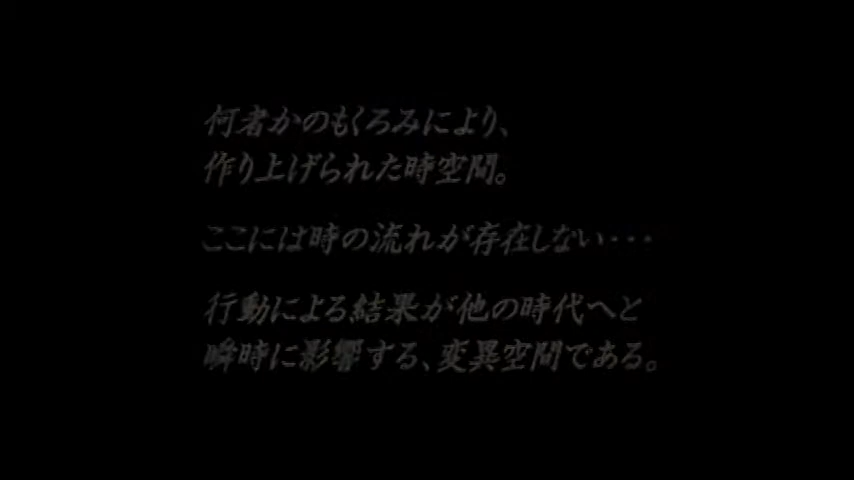 何者かのもくろみにより、
作り上げられた時空間。
ここには時の流れが存在しない・・・
行動による結果が他の時代へと
瞬時に影響する、変異空間である。